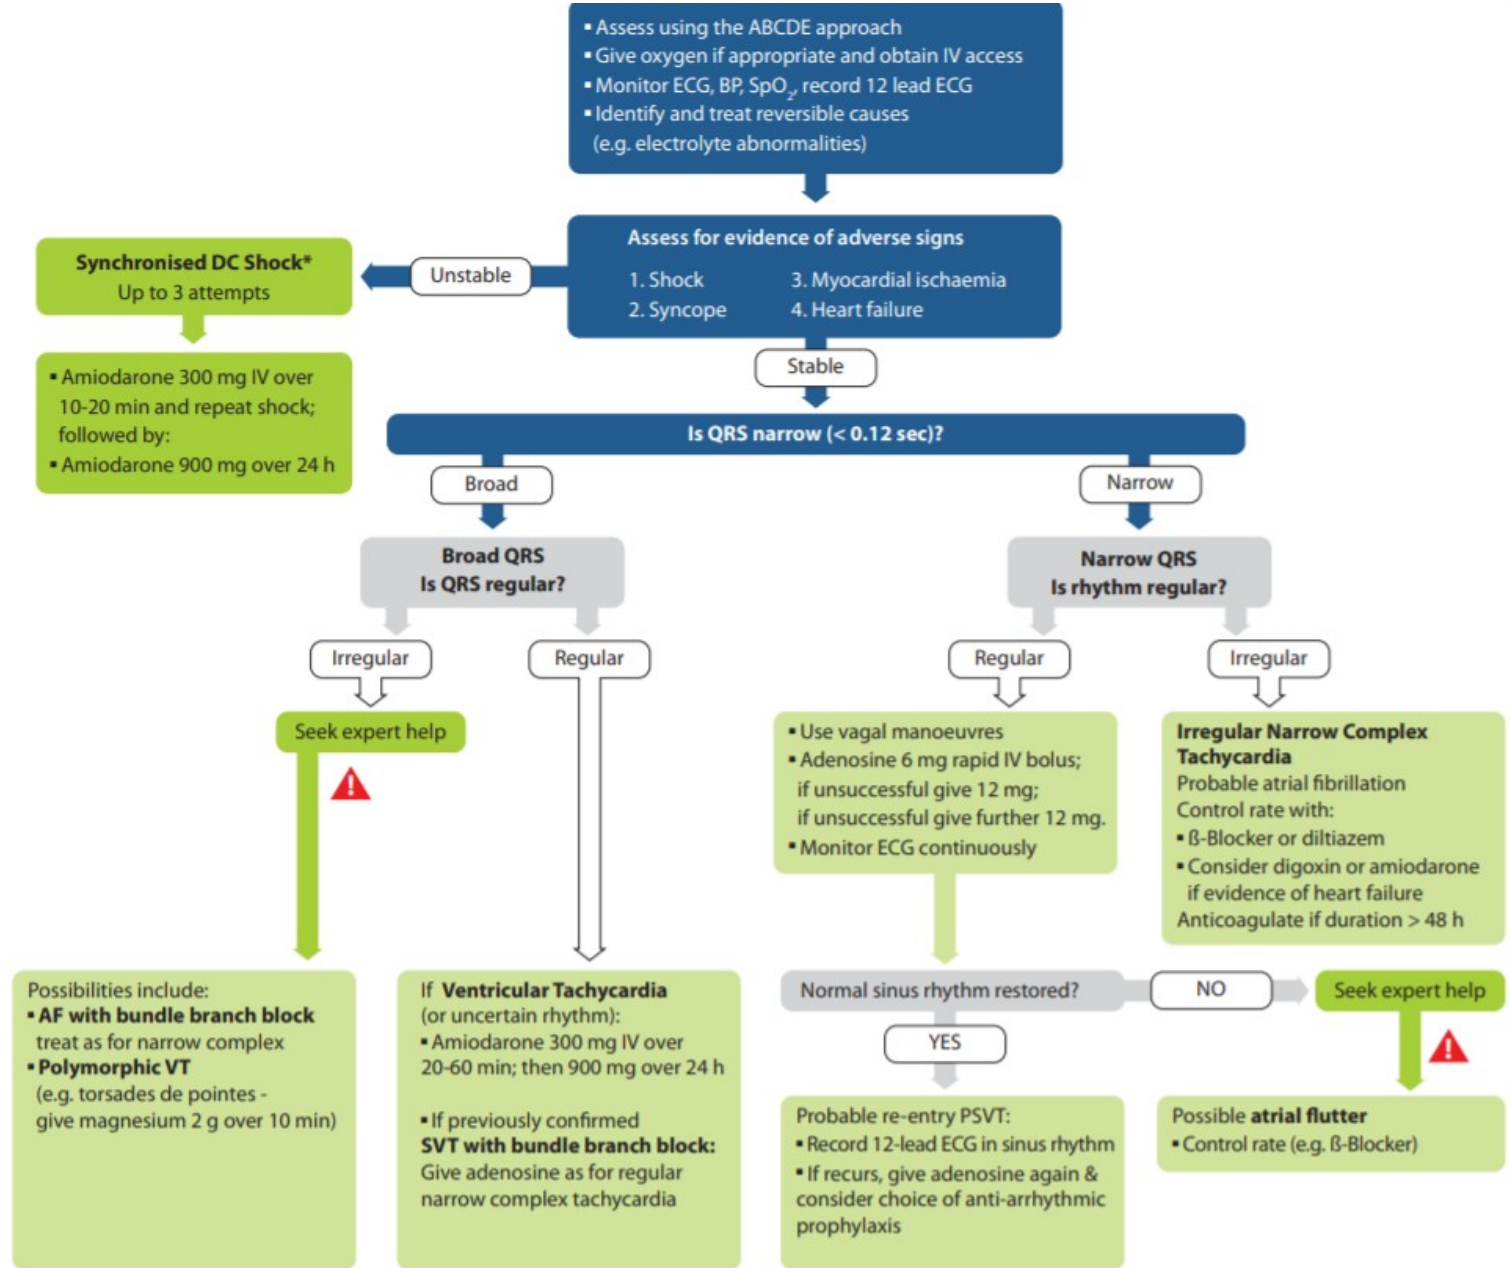 ▪ Assess using the ABCDE approach
▪ Give oxygen if appropriate and obtain IV access
▪ Monitor ECG, BP, SpO₂, record 12 lead ECG
▪ Identify and treat reversible causes
(e.g. electrolyte abnormalities)
Assess for evidence of adverse signs
1. Shock
2. Syncope
3. Myocardial ischaemia
4. Heart failure
Unstable
Synchronised DC Shock*
Up to 3 attempts
▪ Amiodarone 300 mg IV over
10-20 min and repeat shock;
followed by:
▪ Amiodarone 900 mg over 24 h
Stable
Is QRS narrow (< 0.12 sec)?
Broad
Narrow
Broad QRS
Is QRS regular?
Narrow QRS
Is rhythm regular?
Irregular
Regular
Regular
Irregular
Seek expert help
!
▪ Use vagal manoeuvres
▪ Adenosine 6 mg rapid IV bolus;
if unsuccessful give 12 mg;
if unsuccessful give further 12 mg.
▪ Monitor ECG continuously
Irregular Narrow Complex
Tachycardia
Probable atrial fibrillation
Control rate with:
▪ ß-Blocker or diltiazem
▪ Consider digoxin or amiodarone
if evidence of heart failure
Anticoagulate if duration > 48 h
Possibilities include:
▪ AF with bundle branch block
treat as for narrow complex
▪ Polymorphic VT
(e.g. torsades de pointes -
give magnesium 2 g over 10 min)
If Ventricular Tachycardia
(or uncertain rhythm):
▪ Amiodarone 300 mg IV over
20-60 min; then 900 mg over 24 h
▪ If previously confirmed
SVT with bundle branch block:
Give adenosine as for regular
narrow complex tachycardia
Normal sinus rhythm restored?
NO
Seek expert help
!
YES
Probable re-entry PSVT:
▪ Record 12-lead ECG in sinus rhythm
▪ If recurs, give adenosine again &
consider choice of anti-arrhythmic
prophylaxis
Possible atrial flutter
▪ Control rate (e.g. ß-Blocker)